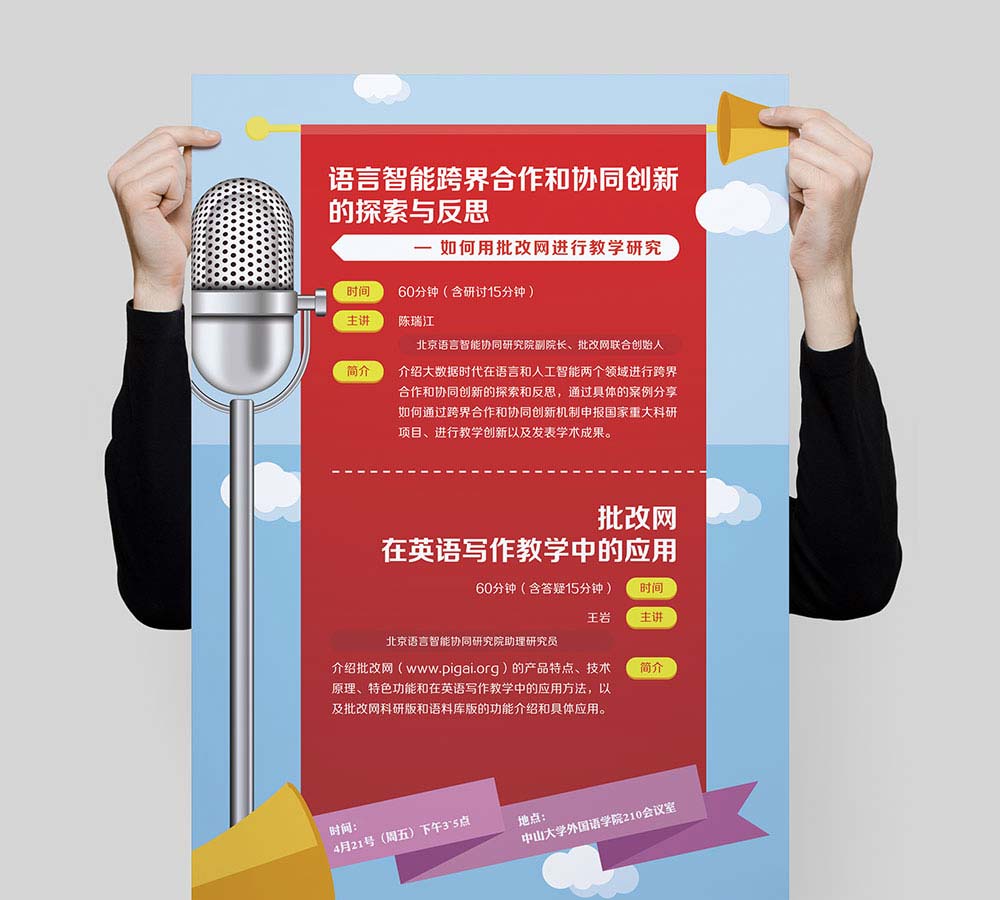 语言智能跨界合作和协同创新
的探索与反思
— 如何用批改网进行教学研究
时间 60分钟（含研讨15分钟）
主讲 陈瑞江
北京语言智能协同研究院副院长、批改网联合创始人
简介 介绍大数据时代在语言和人工智能两个领域进行跨界
合作和协同创新的探索和反思，通过具体的案例分享
如何通过跨界合作和协同创新机制申报国家重大科研
项目、进行教学创新以及发表学术成果。
批改网
在英语写作教学中的应用
60分钟（含答疑15分钟） 时间
王岩 主讲
北京语言智能协同研究院助理研究员
介绍批改网（www.pigai.org）的产品特点、技术 简介
原理、特色功能和在英语写作教学中的应用方法，以
及批改网科研版和语料库版的功能介绍和具体应用。
时间：
4月21号（周五）下午3~5点
地点：
中山大学外国语学院210会议室